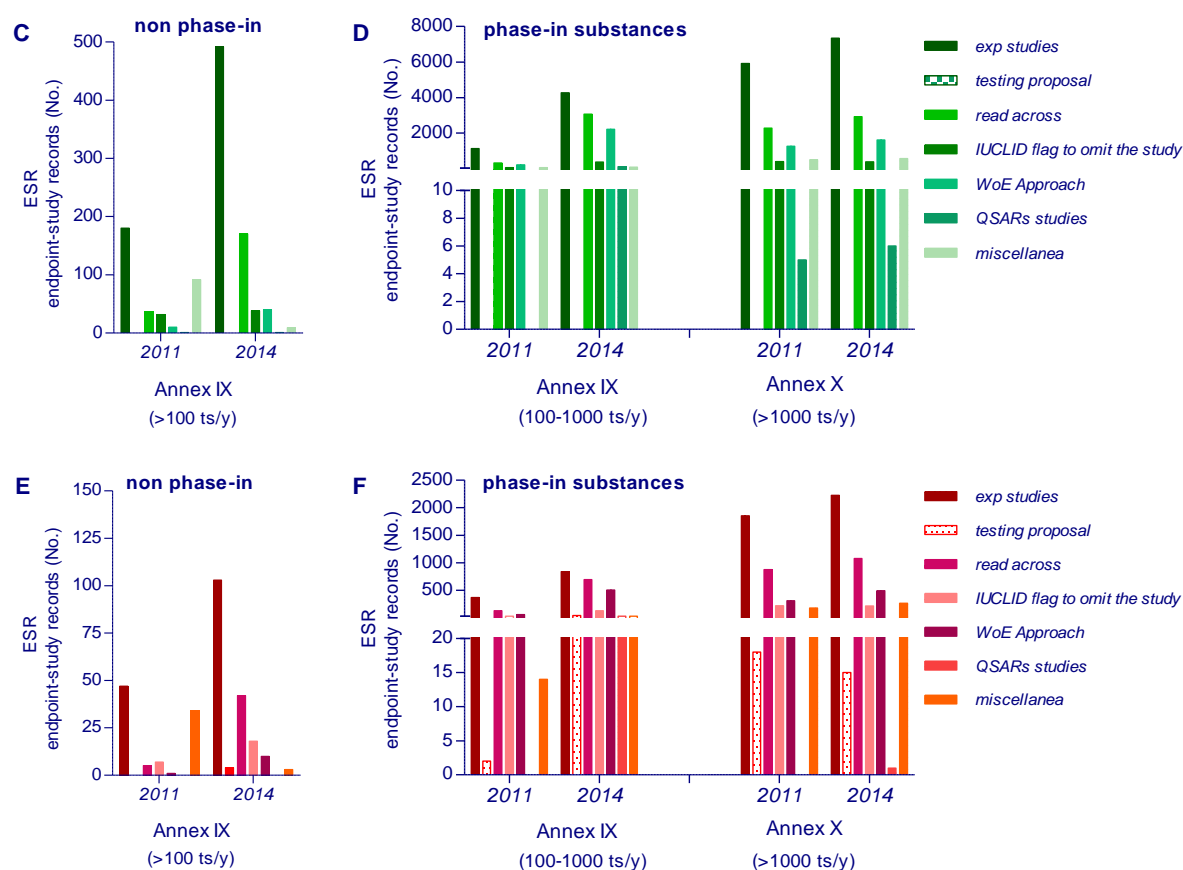 C
non phase-in
ESR
endpoint-study records (No.)
500
400
300
200
100
0
2011
2014
Annex IX
(>100 ts/y)
D
phase-in substances
8000
6000
4000
2000
10
8
6
4
2
0
2011
2014
2011
2014
Annex IX
Annex X
(100-1000 ts/y)
(>1000 ts/y)
exp studies
testing proposal
read across
IUCLID flag to omit the study
WoE Approach
QSARs studies
miscellanea
E
non phase-in
ESR
endpoint-study records (No.)
150
125
100
75
50
25
0
2011
2014
Annex IX
(>100 ts/y)
F
phase-in substances
ESR
endpoint-study records (No.)
2500
2000
1500
1000
500
20
15
10
5
0
2011
2014
2011
2014
Annex IX
Annex X
(100-1000 ts/y)
(>1000 ts/y)
exp studies
testing proposal
read across
IUCLID flag to omit the study
WoE Approach
QSARs studies
miscellanea
ESR
endpoint-study records (No.)